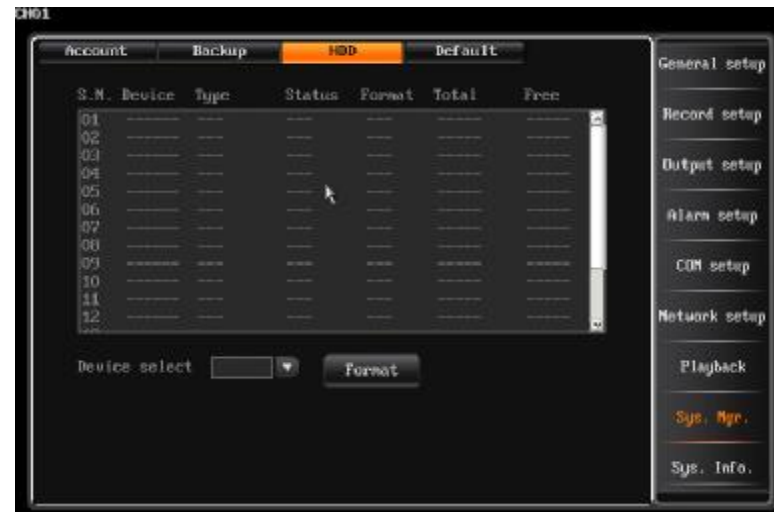 CH01
Account Backup HDD Default
S.N. Device Type Status Format Total Free
01 ------- --- --- ---- ----- ------
02 ------- --- --- ---- ----- ------
03 ------- --- --- ---- ----- ------
04 ------- --- --- ---- ----- ------
05 ------- --- --- ---- ----- ------
06 ------- --- --- ---- ----- ------
07 ------- --- --- ---- ----- ------
08 ------- --- --- ---- ----- ------
09 ------- --- --- ---- ----- ------
10 ------- --- --- ---- ----- ------
11 ------- --- --- ---- ----- ------
12 ------- --- --- ---- ----- ------
Device select Format
General setup
Record setup
Output setup
Alarm setup
COM setup
Network setup
Playback
Sys. Mgr.
Sys. Info.